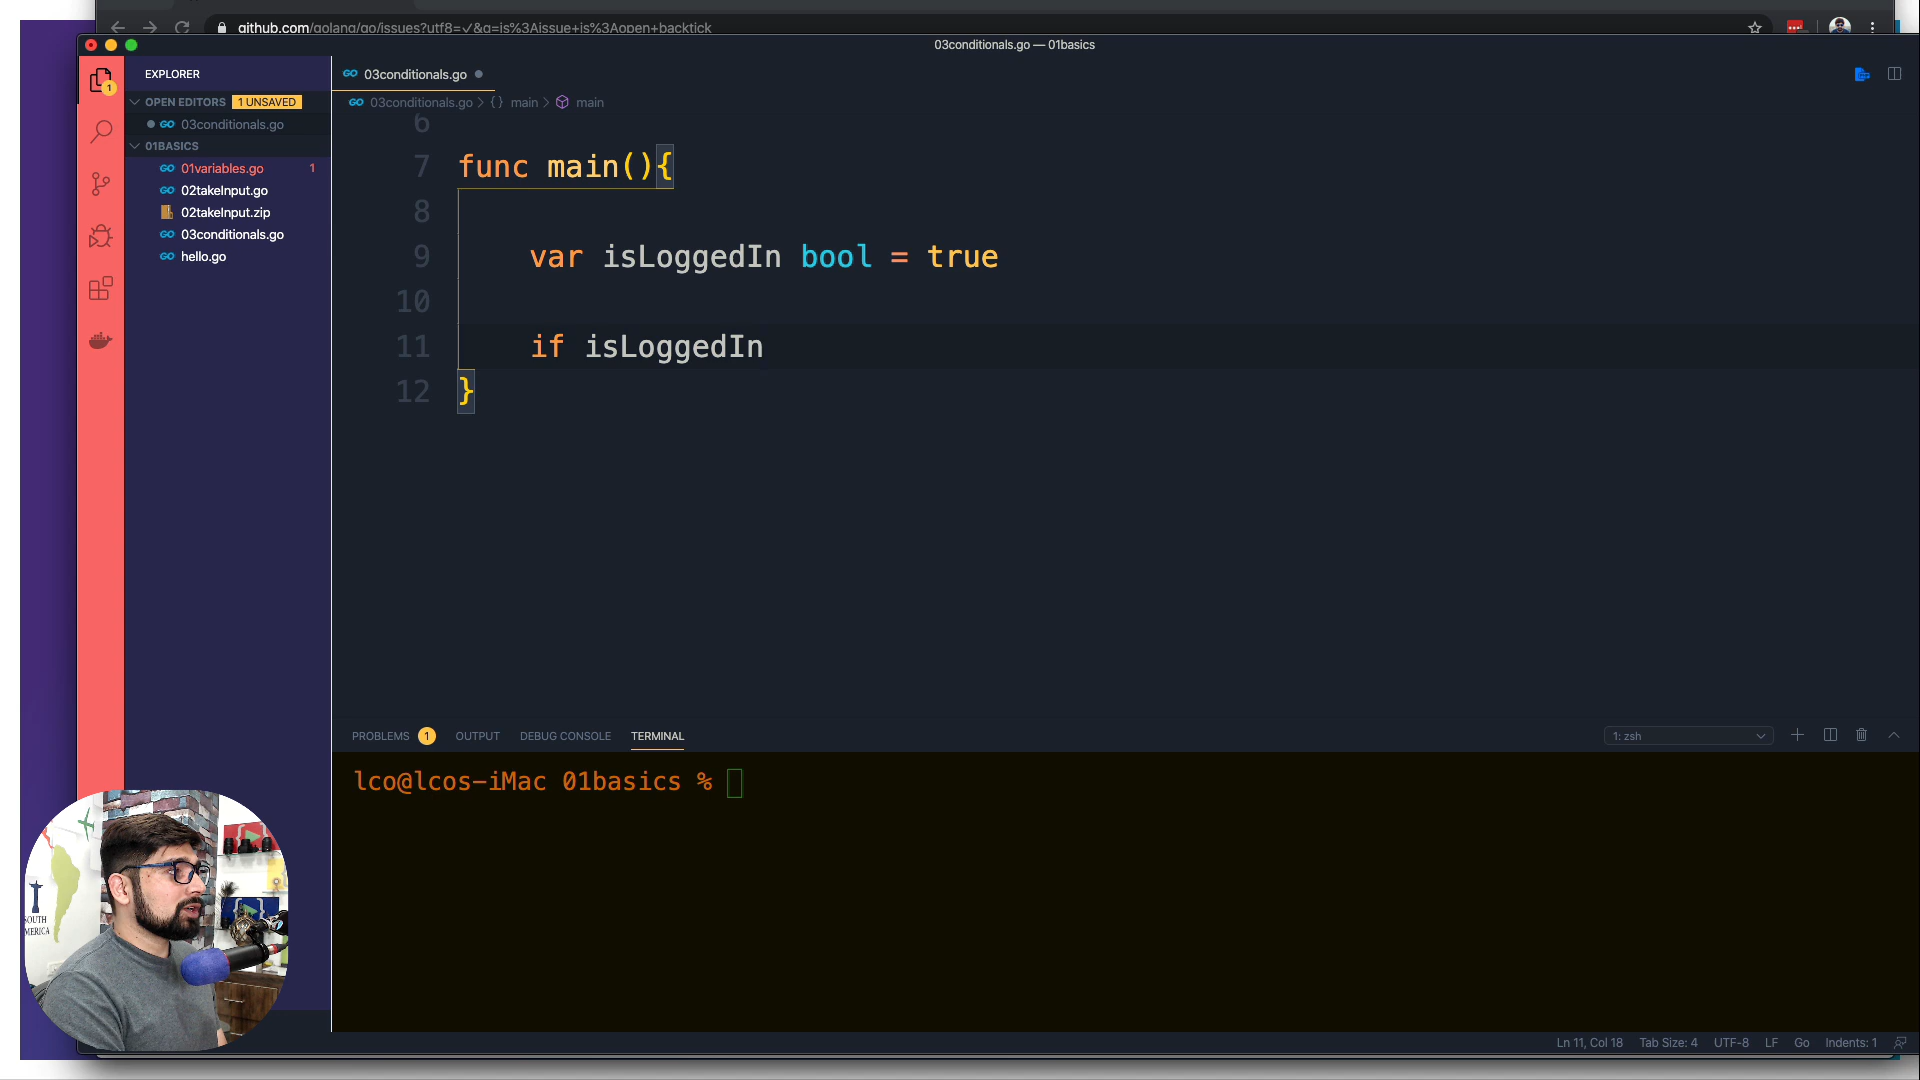 github.com/golang/go/issues?utf8=✓&q=is%3Aissue+is%3Aopen+backtick
03conditionals.go — 01basics
EXPLORER
OPEN EDITORS 1 UNSAVED
03conditionals.go
01BASICS
01variables.go 1
02takeInput.go
02takeInput.zip
03conditionals.go
hello.go
1
03conditionals.go
03conditionals.go > {} main > main
6
7 func main(){
8
9 var isLoggedIn bool = true
10
11 if isLoggedIn
12 }
PROBLEMS 1 OUTPUT DEBUG CONSOLE TERMINAL
1: zsh
lco@lcos-iMac 01basics %
SOUTH
AMERICA
Ln 11, Col 18 Tab Size: 4 UTF-8 LF Go Indents: 1